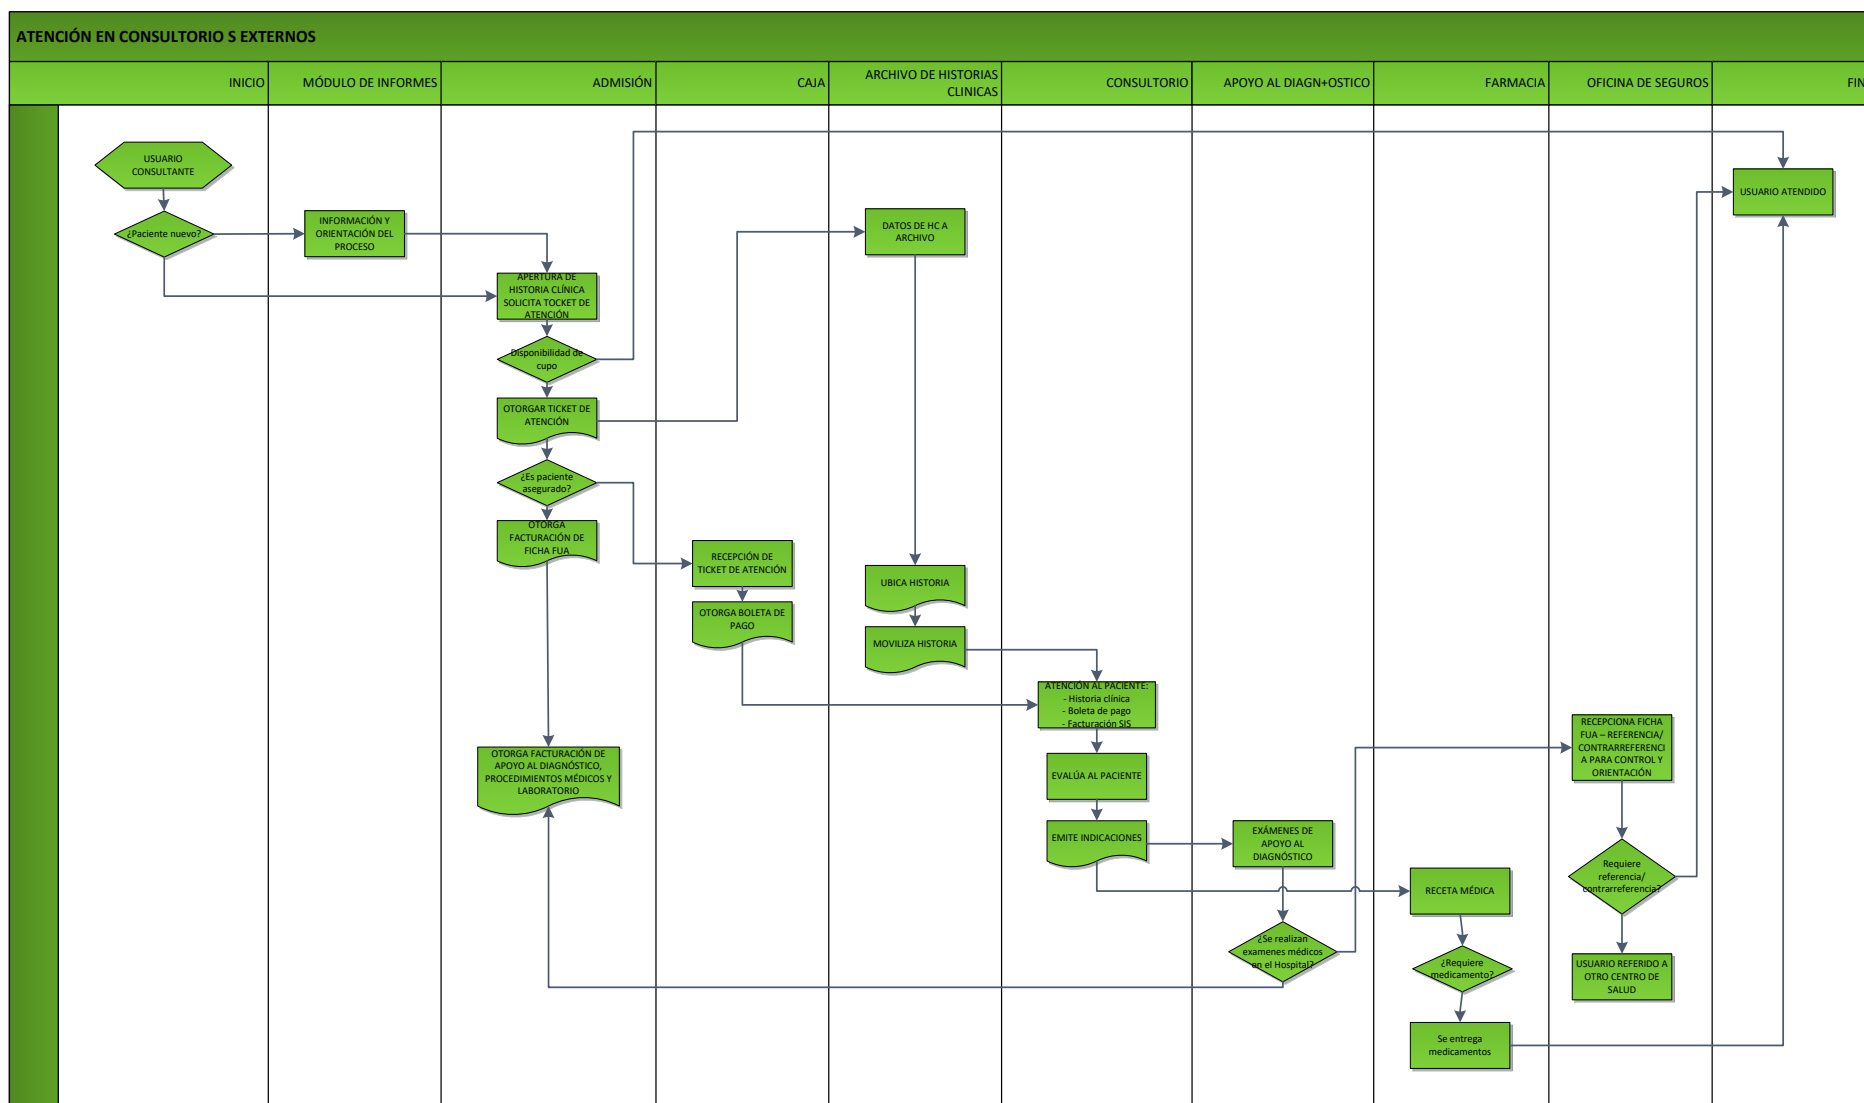 ATENCIÓN EN CONSULTORIO S EXTERNOS
INICIO
MÓDULO DE INFORMES
ADMISIÓN
CAJA
ARCHIVO DE HISTORIAS
CLINICAS
CONSULTORIO
APOYO AL DIAGN+OSTICO
FARMACIA
OFICINA DE SEGUROS
FIN
USUARIO
CONSULTANTE
¿Paciente nuevo?
INFORMACIÓN Y
ORIENTACIÓN DEL
PROCESO
APERTURA DE
HISTORIA CLÍNICA
SOLICITA TOCKET DE
ATENCIÓN
Disponibilidad de
cupo
OTORGAR TICKET DE
ATENCIÓN
¿Es paciente
asegurado?
OTORGA
FACTURACIÓN DE
FICHA FUA
OTORGA FACTURACIÓN DE
APOYO AL DIAGNÓSTICO,
PROCEDIMIENTOS MÉDICOS Y
LABORATORIO
RECEPCIÓN DE
TICKET DE ATENCIÓN
OTORGA BOLETA DE
PAGO
DATOS DE HC A
ARCHIVO
UBICA HISTORIA
MOVILIZA HISTORIA
ATENCIÓN AL PACIENTE:
- Historia clínica
- Boleta de pago
- Facturación SIS
EVALÚA AL PACIENTE
EMITE INDICACIONES
EXÁMENES DE
APOYO AL
DIAGNÓSTICO
¿Se realizan
examenes médicos
en el Hospital?
RECETA MÉDICA
¿Requiere
medicamento?
Se entrega
medicamentos
RECEPCIONA FICHA
FUA – REFERENCIA/
CONTRARREFERENCI
A PARA CONTROL Y
ORIENTACIÓN
Requiere
referencia/
contrarreferencia?
USUARIO REFERIDO A
OTRO CENTRO DE
SALUD
USUARIO ATENDIDO